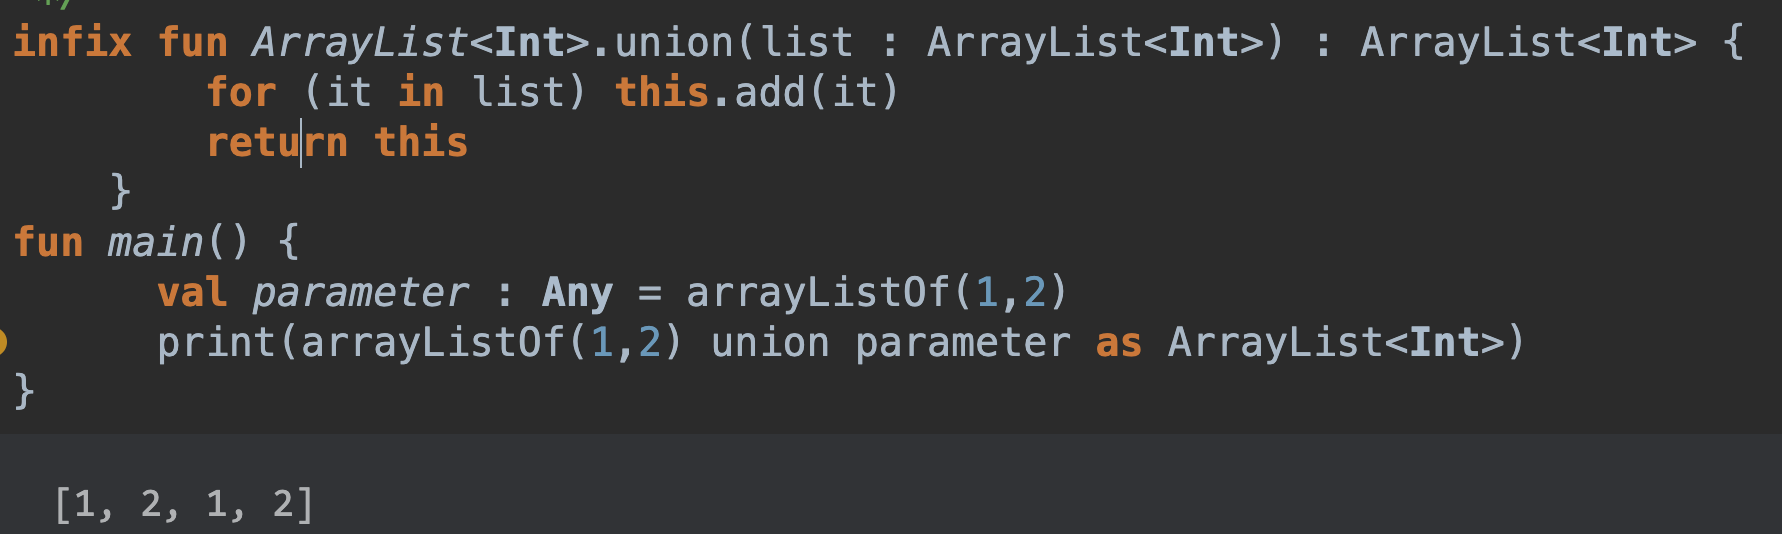 */
infix fun ArrayList<Int>.union(list : ArrayList<Int>) : ArrayList<Int> {
for (it in list) this.add(it)
return this
}
fun main() {
val parameter : Any = arrayListOf(1,2)
print(arrayListOf(1,2) union parameter as ArrayList<Int>)
}
[1, 2, 1, 2]